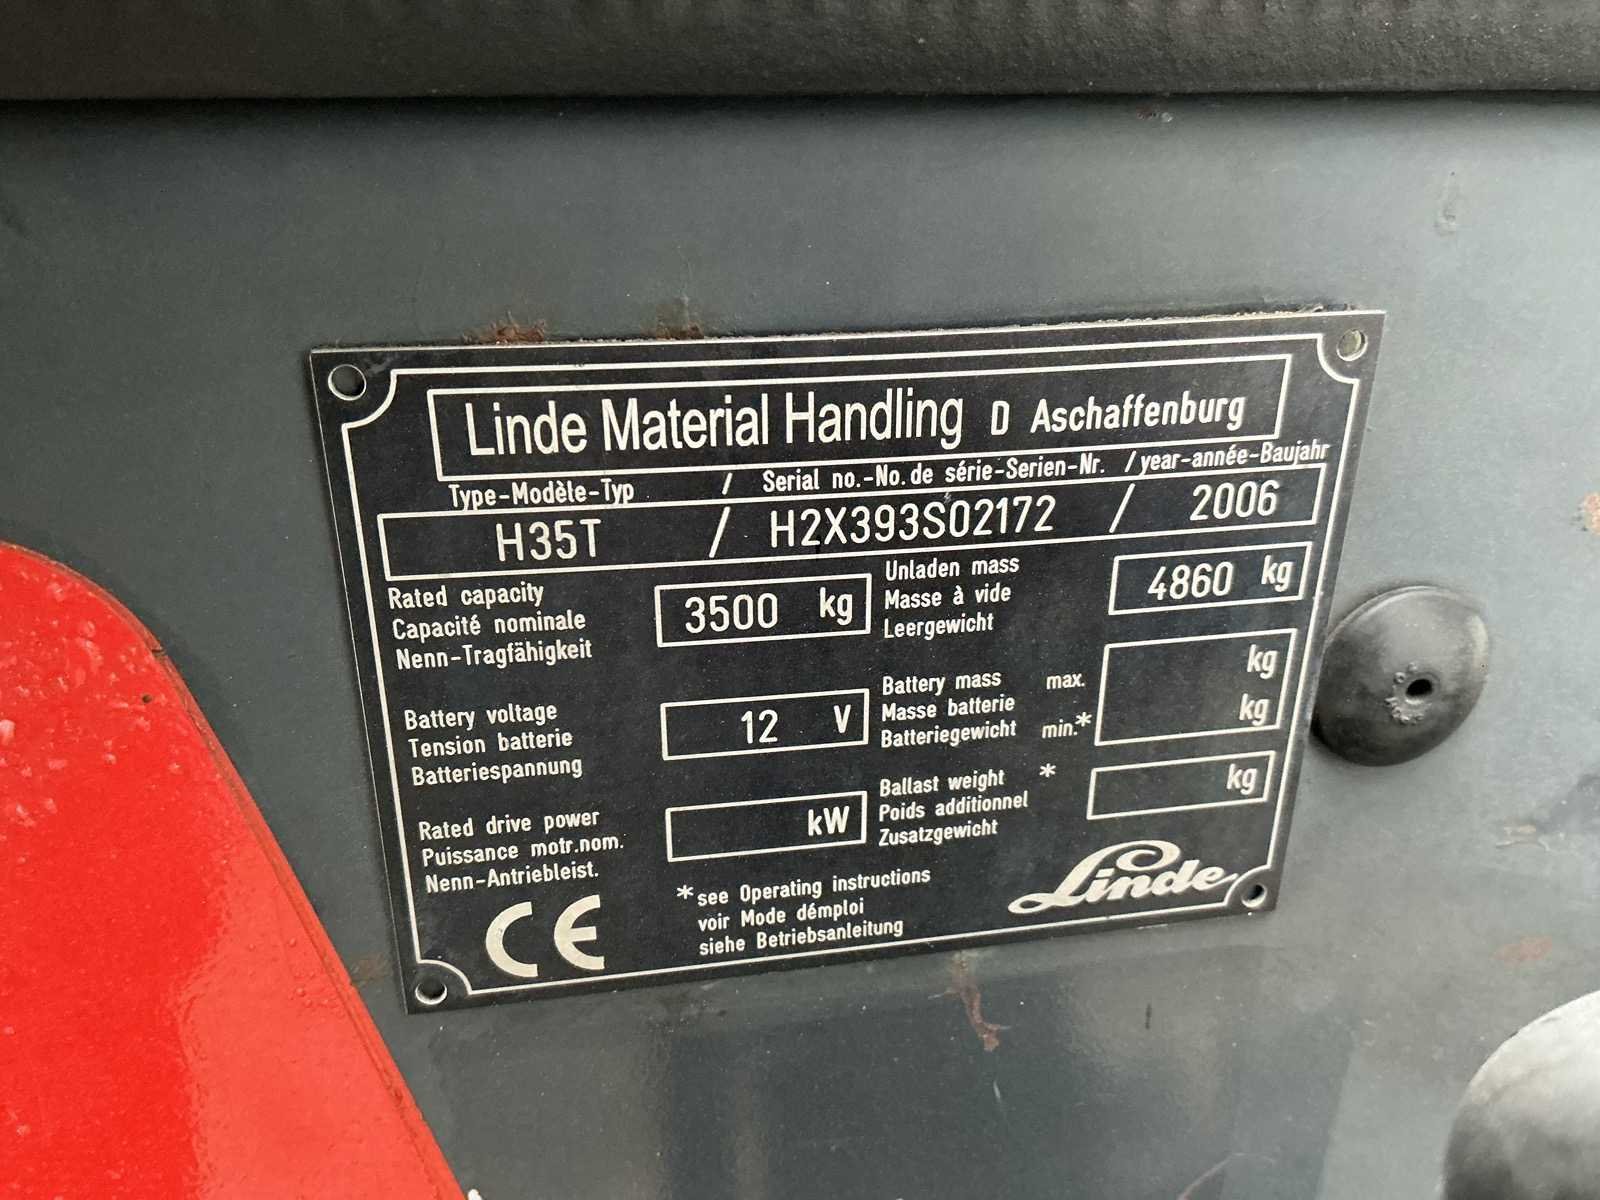 Linde Material Handling D Aschaffenburg
Type-Modèle-Typ / Serial no.-No. de série-Serien-Nr. / year-année-Baujahr
H35T / H2X393S02172 / 2006
Rated capacity
Capacité nominale
Nenn-Tragfähigkeit
3500 kg
Unladen mass
Masse à vide
Leergewicht
4860 kg
Battery voltage
Tension batterie
Batteriespannung
12 V
Battery mass max.
Masse batterie
Batteriegewicht min.*
kg
kg
Rated drive power
Puissance motr.nom.
Nenn-Antriebleist.
kW
Ballast weight *
Poids additionnel
Zusatzgewicht
kg
CE
*see Operating instructions
voir Mode démploi
siehe Betriebsanleitung
Linde